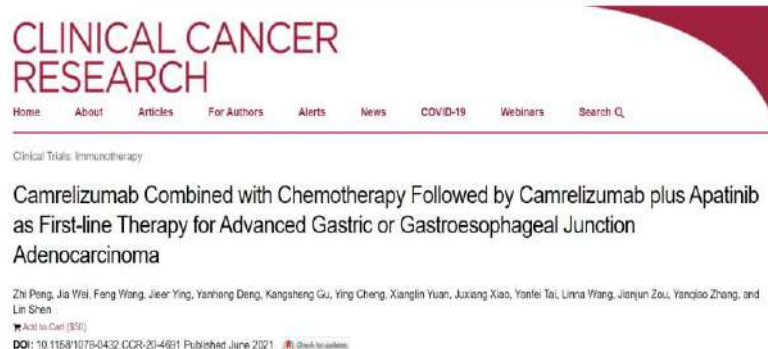 CLINICAL CANCER
RESEARCH
Home About Articles For Authors Alerts News COVID-19 Webinars Search
Clinical Trials: Immunotherapy
Camrelizumab Combined with Chemotherapy Followed by Camrelizumab plus Apatinib
as First-line Therapy for Advanced Gastric or Gastroesophageal Junction
Adenocarcinoma
Zhi Peng, Jia Wei, Feng Wang, Jieer Ying, Yanhong Deng, Kangsheng Gu, Ying Cheng, Xianglin Yuan, Juxiang Xiao, Yanfei Tai, Linna Wang, Jianjun Zou, Yanqiao Zhang, and
Lin Shen
Add to Cart ($50)
DOI: 10.1158/1078-0432.CCR-20-4691 Published June 2021 Check for updates